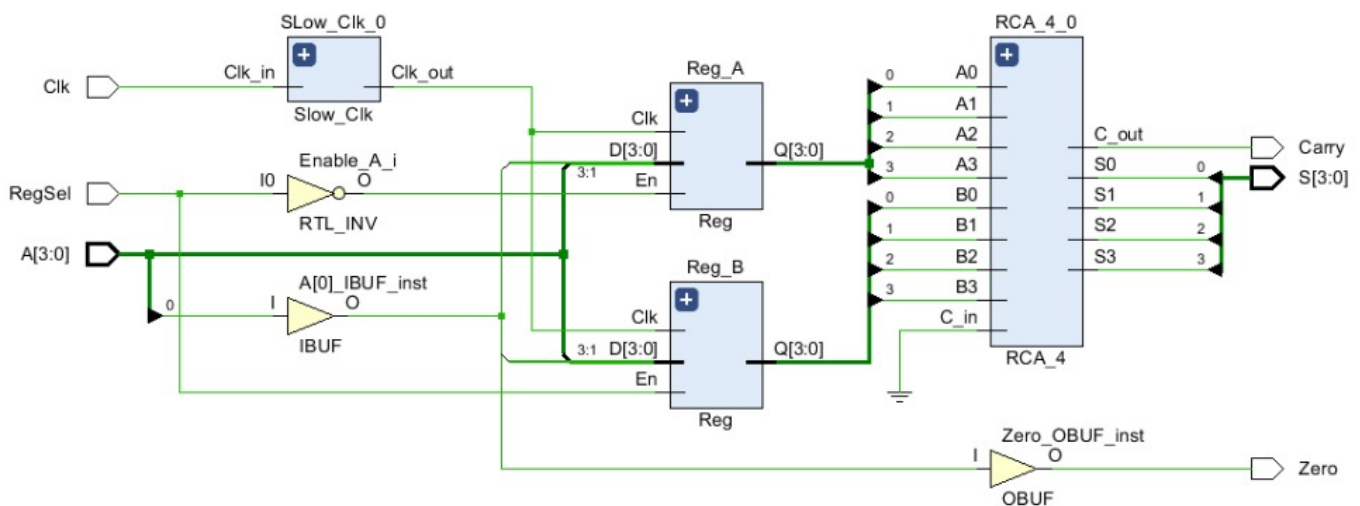 SLow_Clk_0
Clk
Clk_in
Clk_out
Slow_Clk
RegSel
Enable_A_i
I0
O
RTL_INV
A[3:0]
0
A[0]_IBUF_inst
I
O
IBUF
Reg_A
Clk
3:1
D[3:0]
En
Q[3:0]
Reg
Reg_B
Clk
3:1
D[3:0]
En
Q[3:0]
Reg
RCA_4_0
0
A0
1
A1
2
A2
3
A3
0
B0
1
B1
2
B2
3
B3
C_in
C_out
S0
0
S1
1
S2
2
S3
3
RCA_4
Carry
S[3:0]
Zero_OBUF_inst
I
O
OBUF
Zero